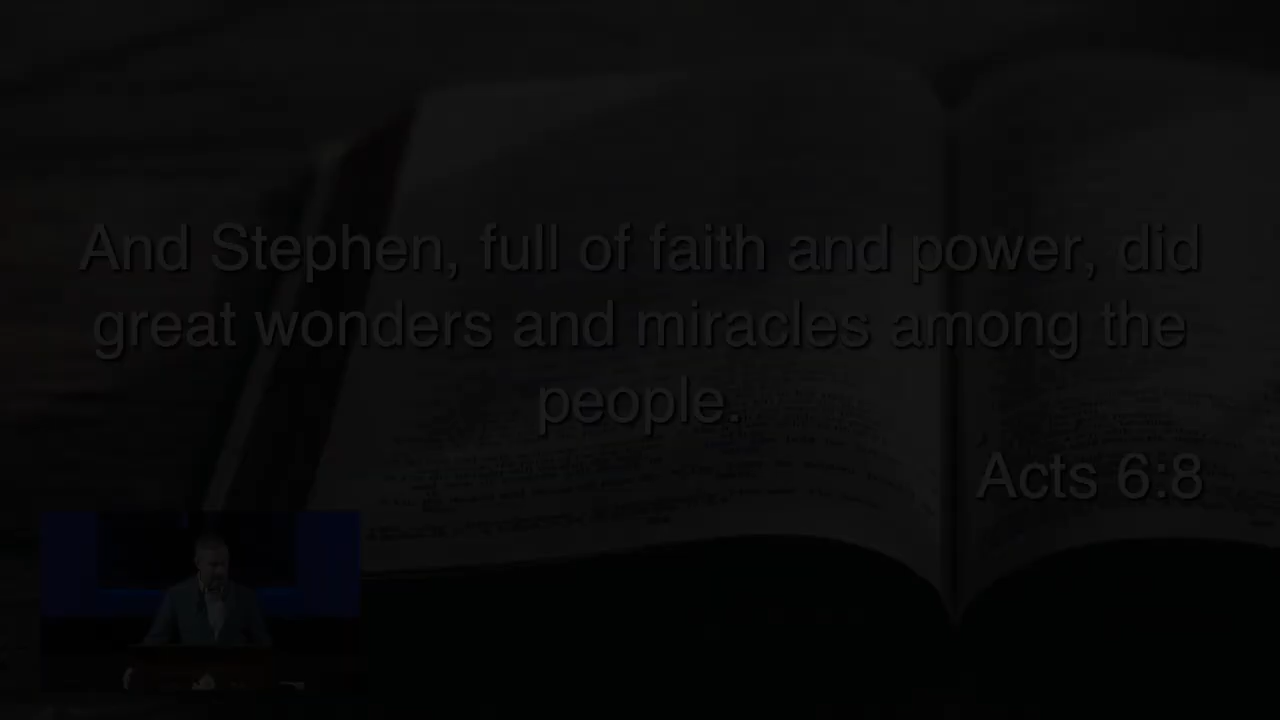 And Stephen, full of faith and power, did
great wonders and miracles among the
people.
Acts 6:8